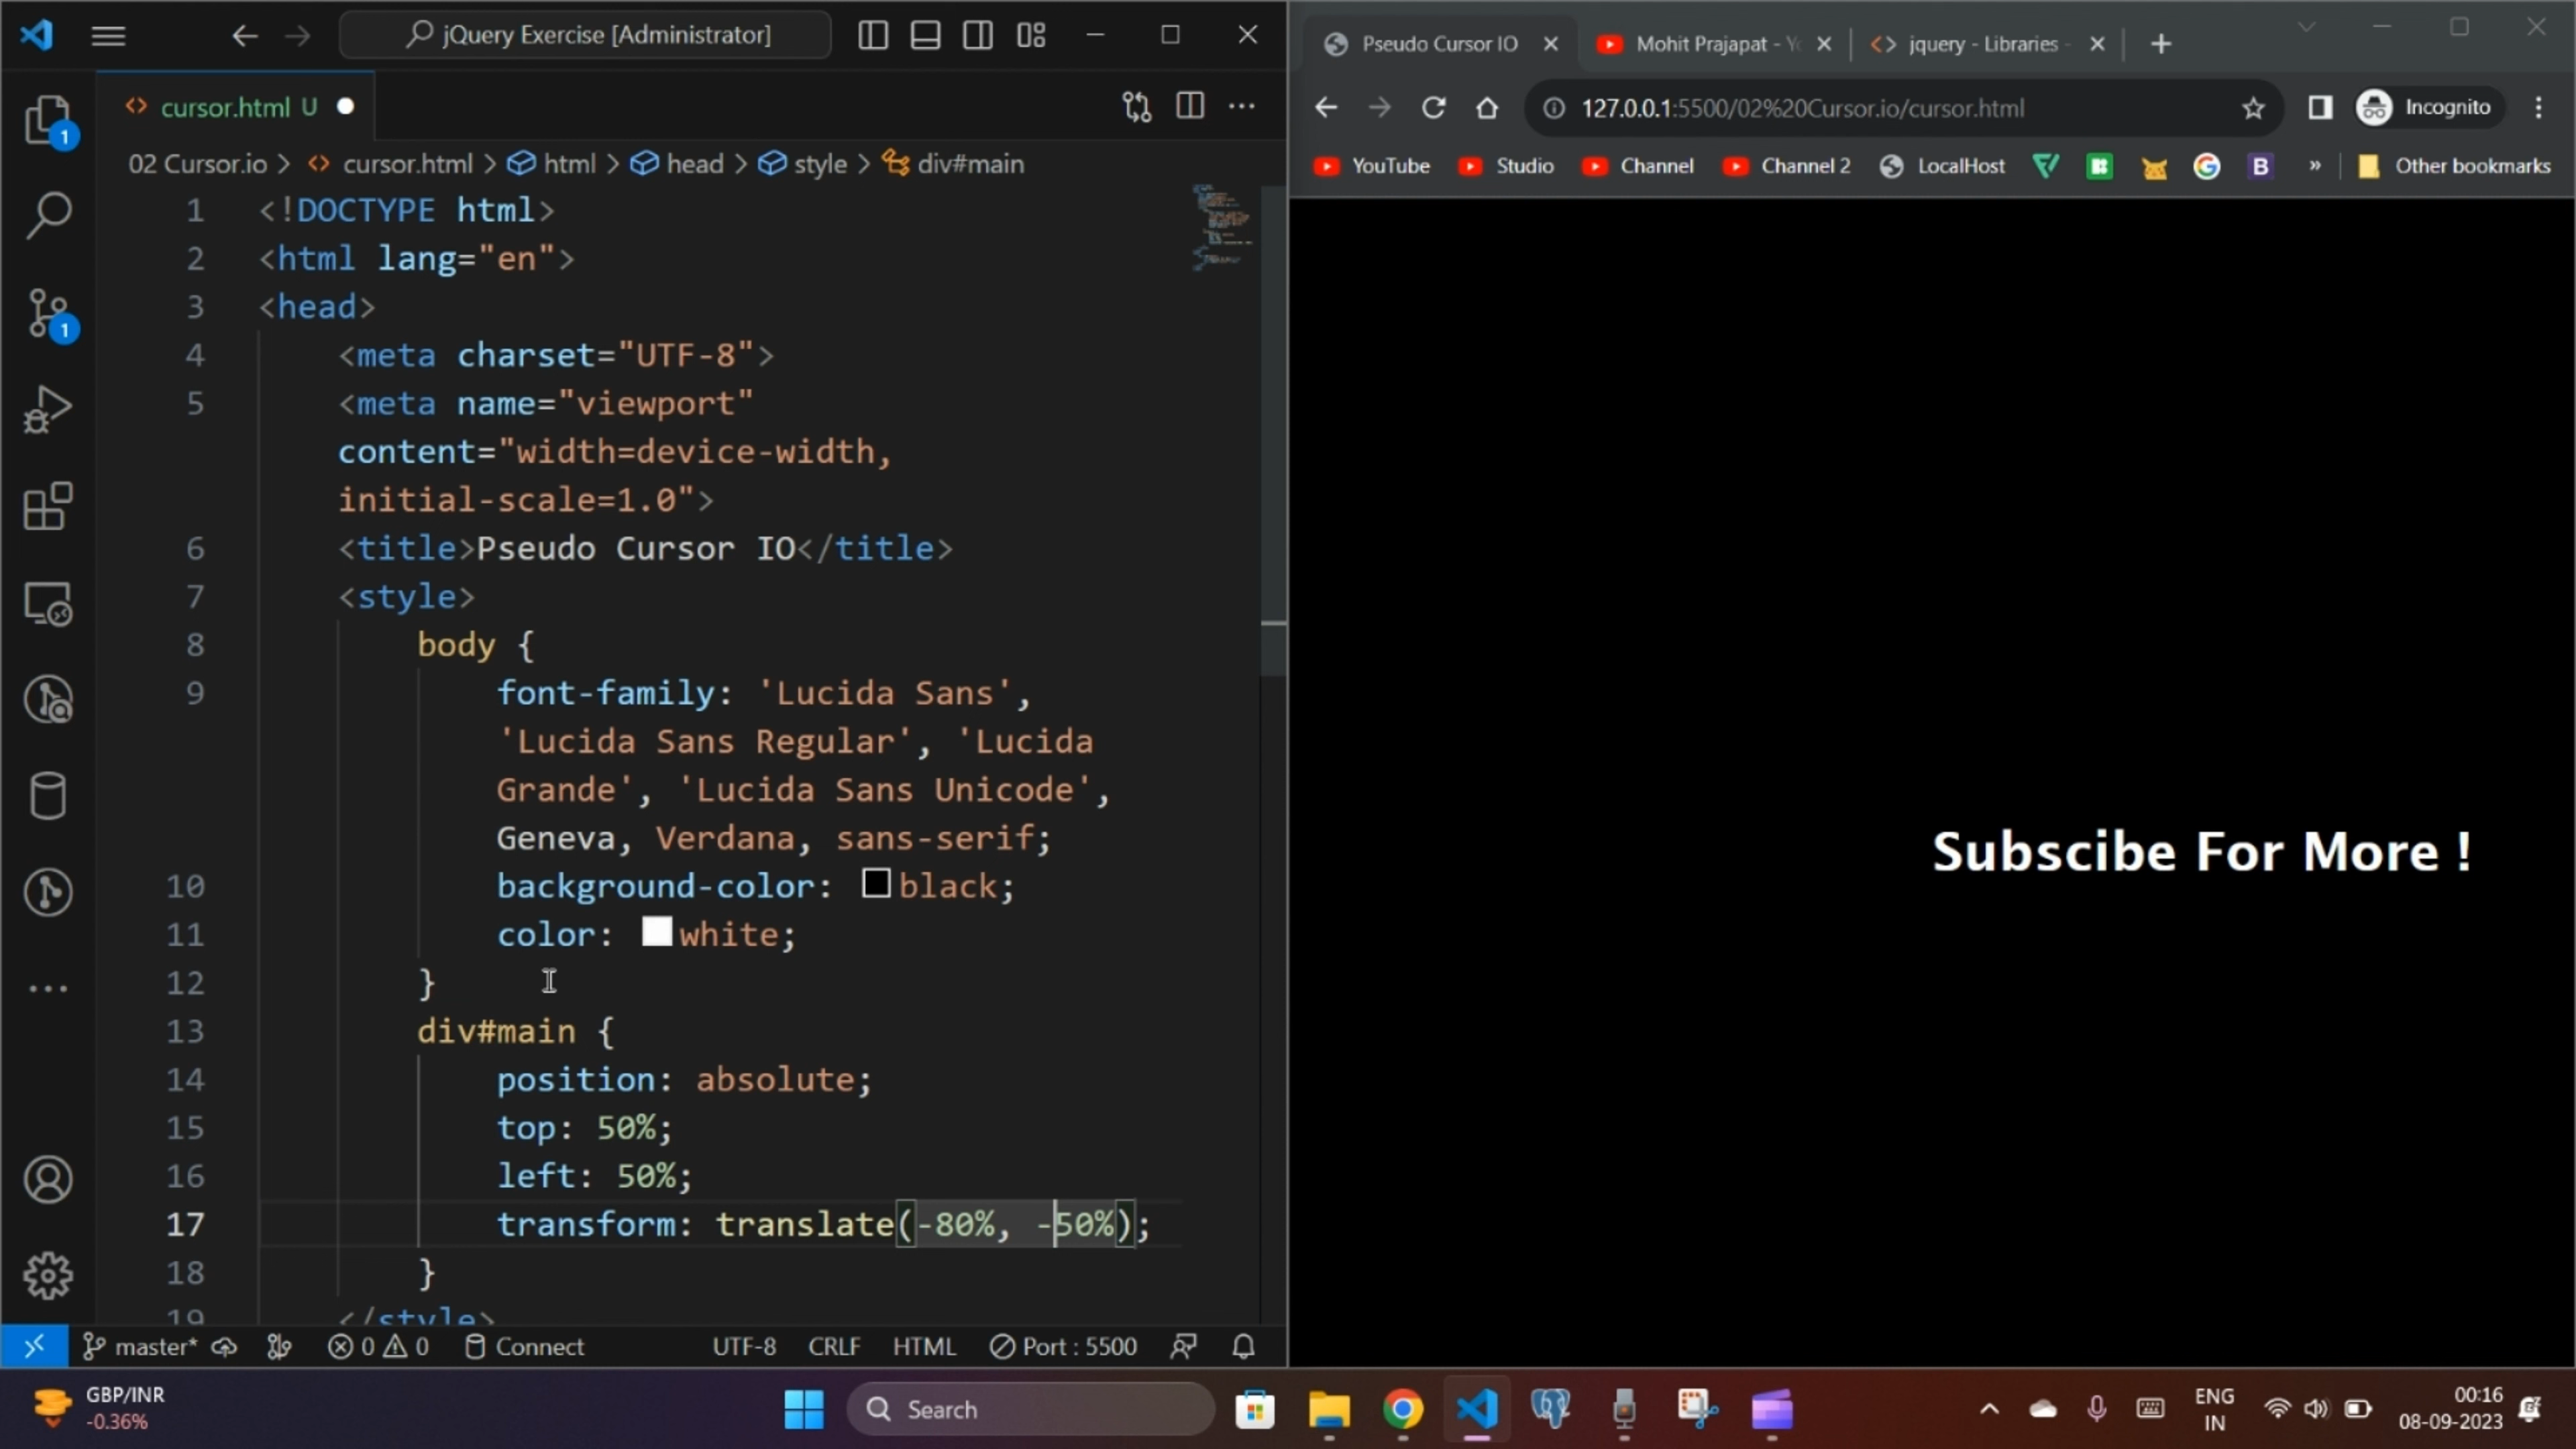 jQuery Exercise [Administrator]
cursor.html U
02 Cursor.io > cursor.html > html > head > style > div#main
1 <!DOCTYPE html>
2 <html lang="en">
3 <head>
4 <meta charset="UTF-8">
5 <meta name="viewport"
content="width=device-width,
initial-scale=1.0">
6 <title>Pseudo Cursor IO</title>
7 <style>
8 body {
9 font-family: 'Lucida Sans',
'Lucida Sans Regular', 'Lucida
Grande', 'Lucida Sans Unicode',
Geneva, Verdana, sans-serif;
10 background-color: black;
11 color: white;
12 }
13 div#main {
14 position: absolute;
15 top: 50%;
16 left: 50%;
17 transform: translate(-80%, -50%);
18 }
19 </style>
1
1
master* 0 0 Connect UTF-8 CRLF HTML Port : 5500
Pseudo Cursor IO Mohit Prajapat - Yo jquery - Libraries -
127.0.0.1:5500/02%20Cursor.io/cursor.html Incognito
YouTube Studio Channel Channel 2 LocalHost G B » Other bookmarks
Subscibe For More !
GBP/INR
-0.36%
Search
ENG
IN
00:16
08-09-2023